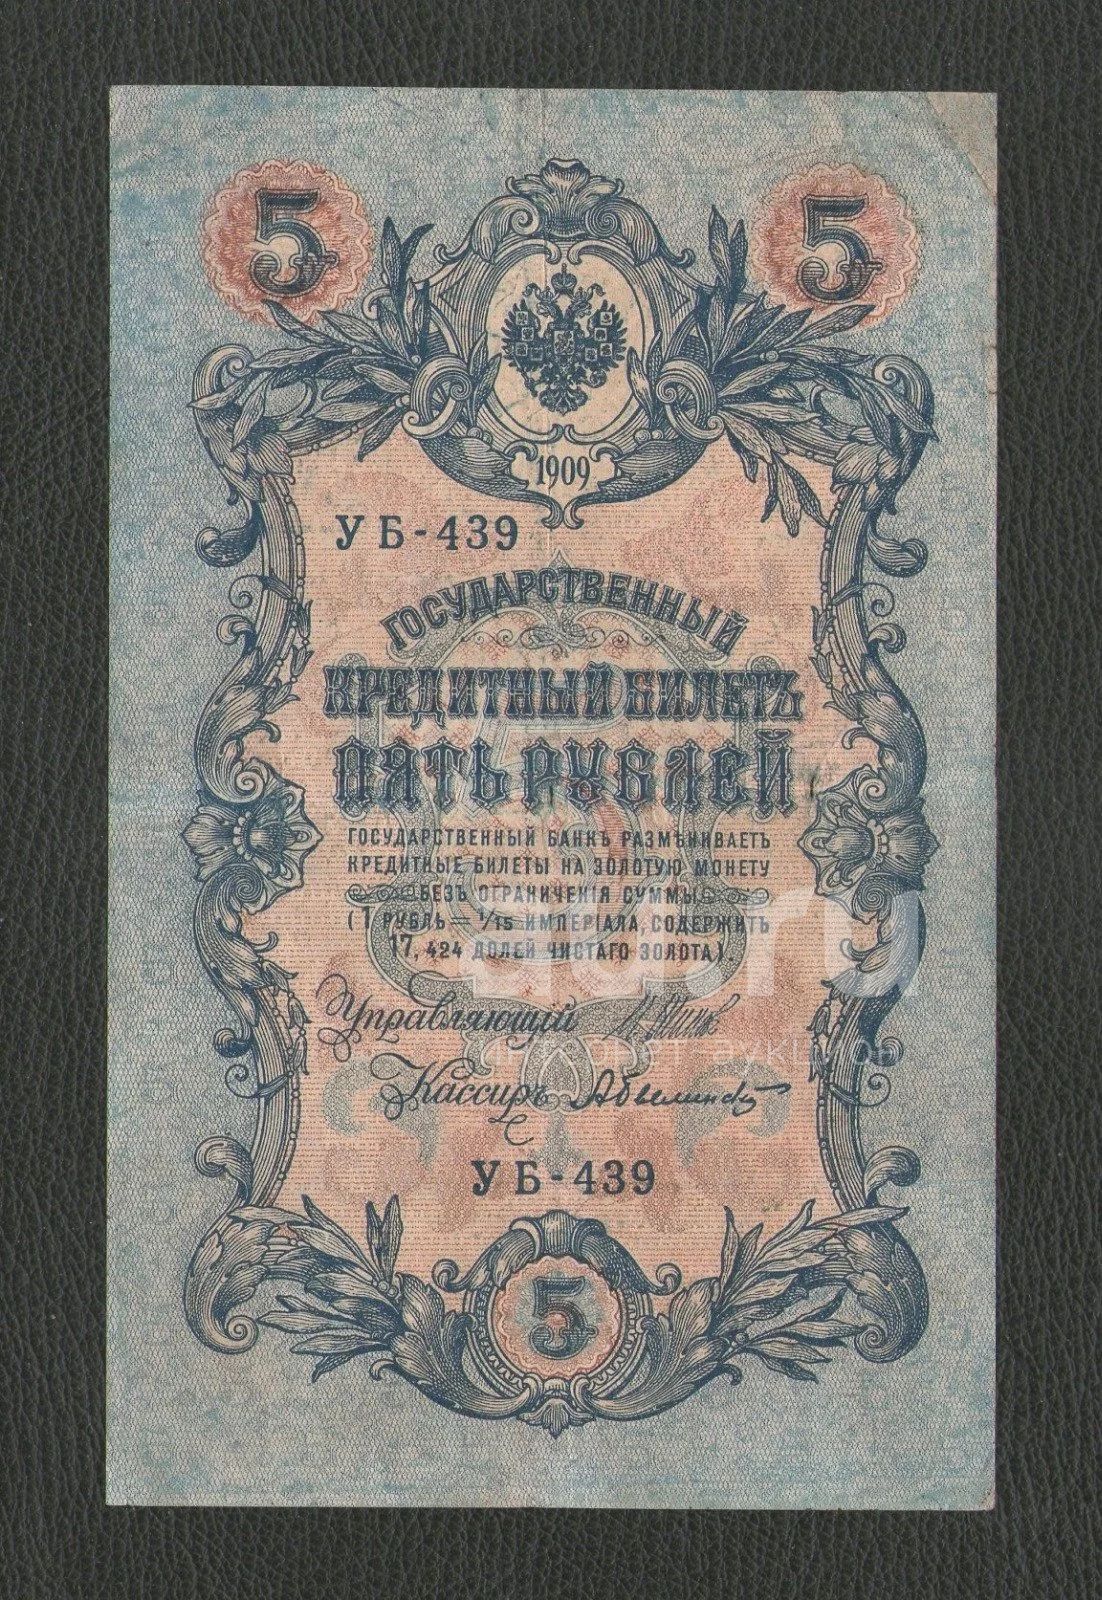 5 5
1909
УБ-439
ГОСУДАРСТВЕННЫЙ
КРЕДИТНЫЙ БИЛЕТЪ
ПЯТЬ РУБЛЕЙ
ГОСУДАРСТВЕННЫЙ БАНКЪ РАЗМѢНИВАЕТЪ
КРЕДИТНЫЕ БИЛЕТЫ НА ЗОЛОТУЮ МОНЕТУ
БЕЗЪ ОГРАНИЧЕНІЯ СУММЫ
(1 РУБЛЬ = 1/15 ИМПЕРІАЛА, СОДЕРЖИТЪ
17,424 ДОЛЕЙ ЧИСТАГО ЗОЛОТА).
Управляющій
Кассиръ
УБ-439
5